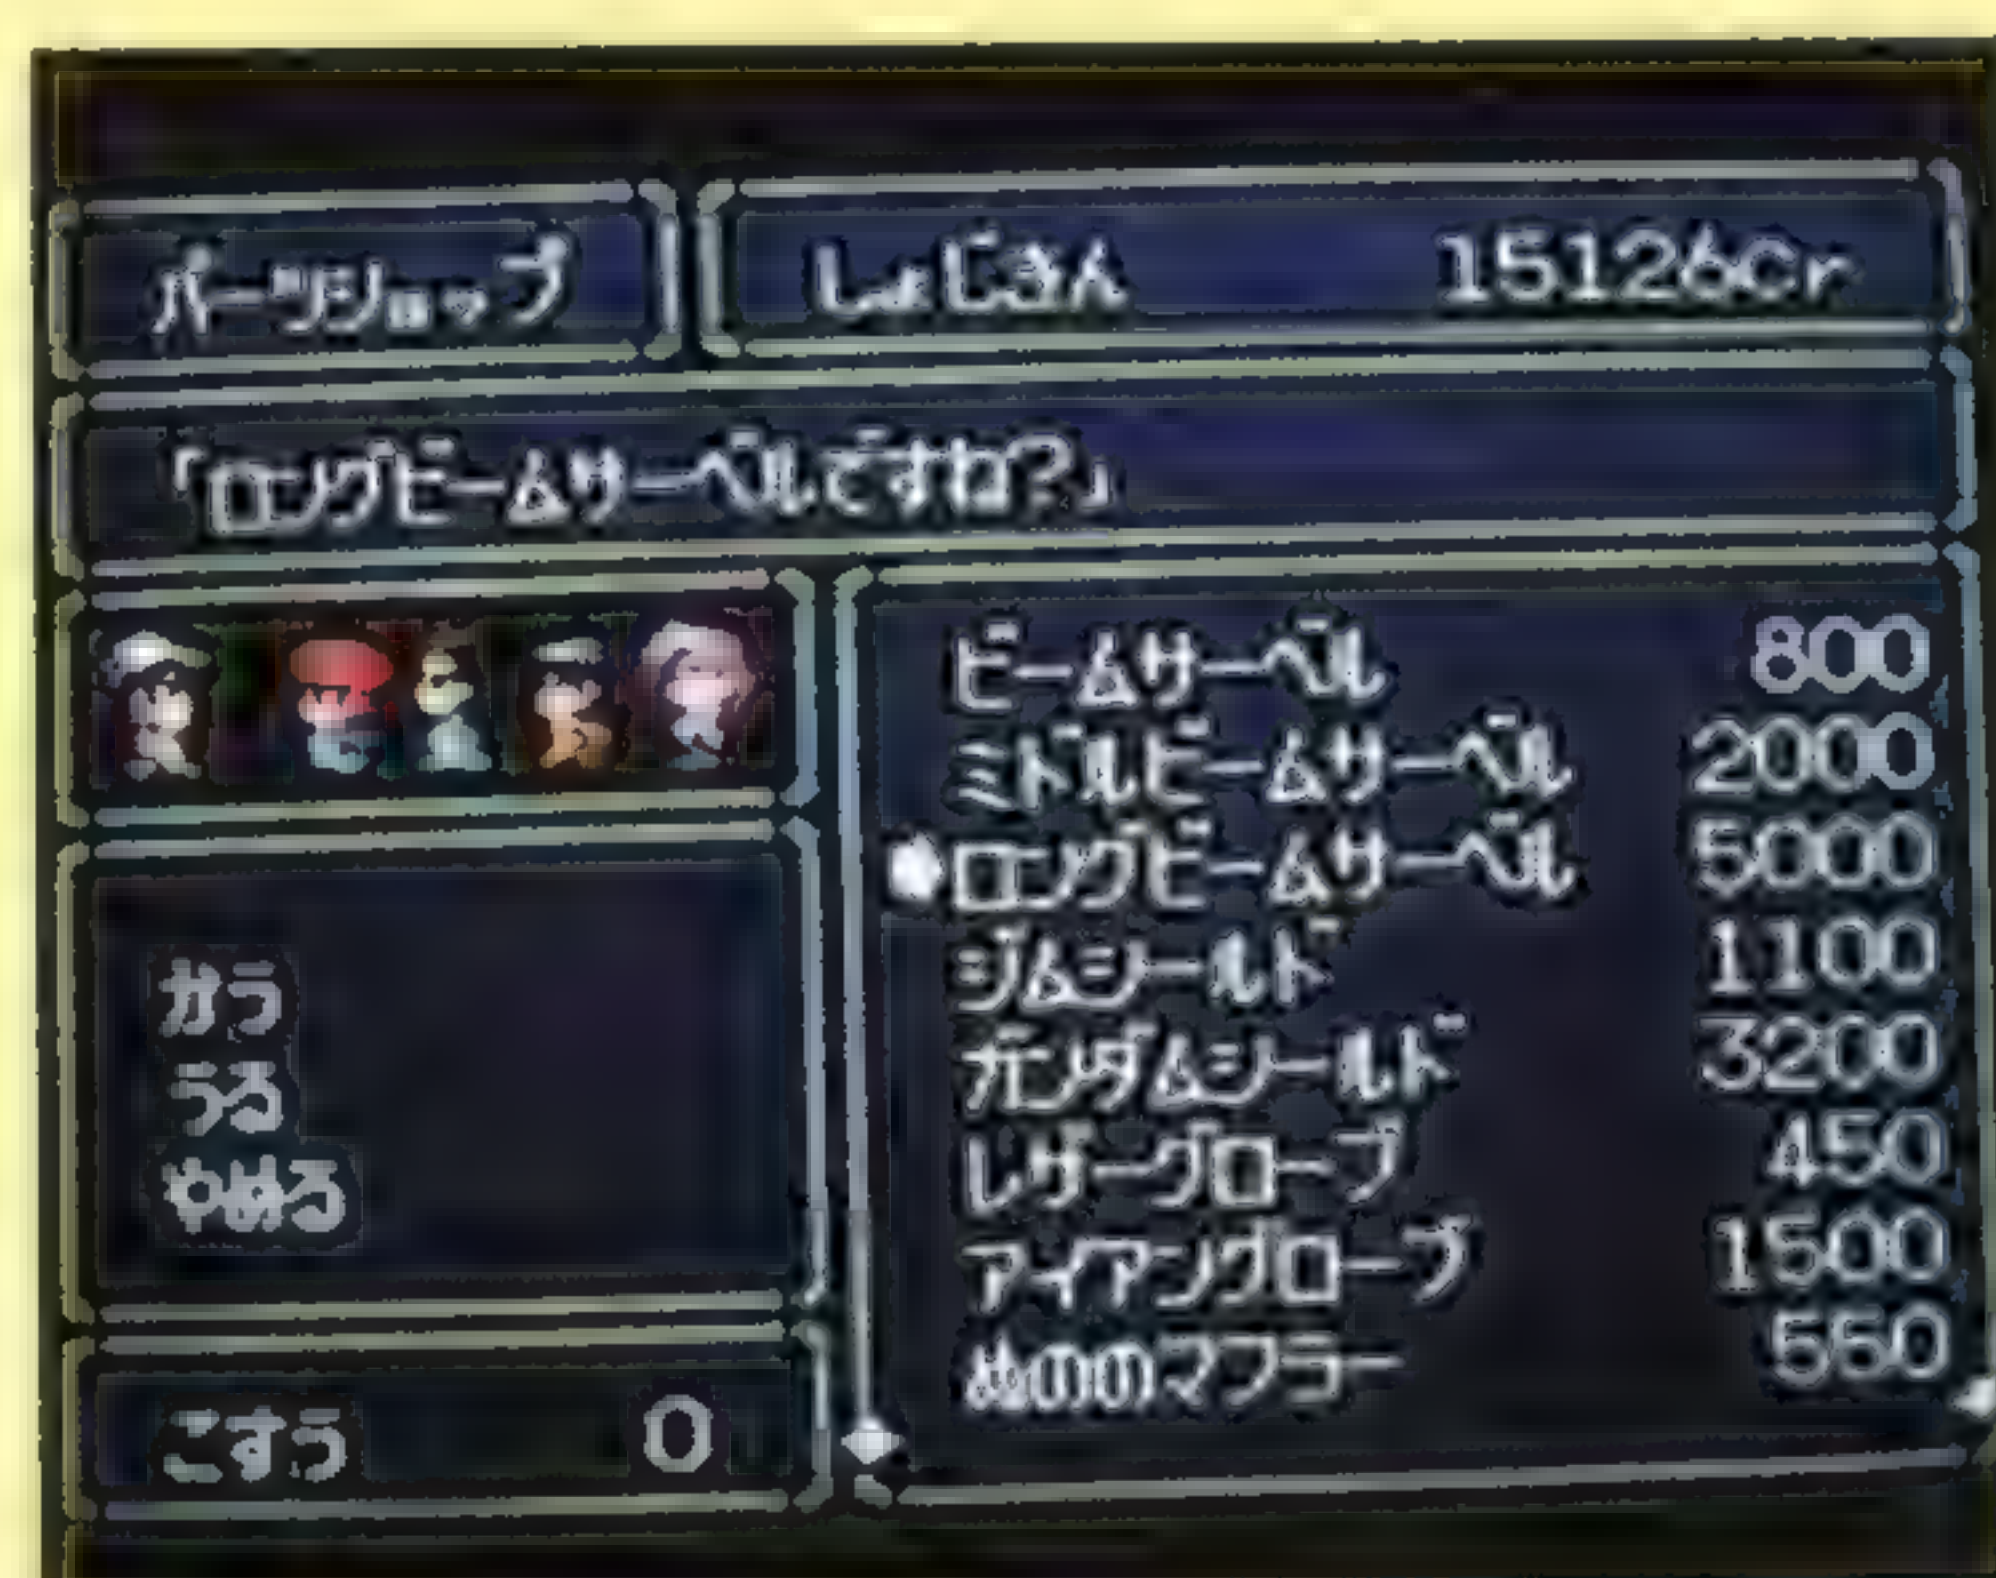 パーツショップ
しょじきん 15126Cr
「ロングビームサーベルですね?」
ビームサーベル 800
ミドルビームサーベル 2000
ロングビームサーベル 5000
ジムシールド 1100
ガンダムシールド 3200
レザーグローブ 450
アイアングローブ 1500
ぬののマフラー 550
かう
うる
やめる
こすう 0